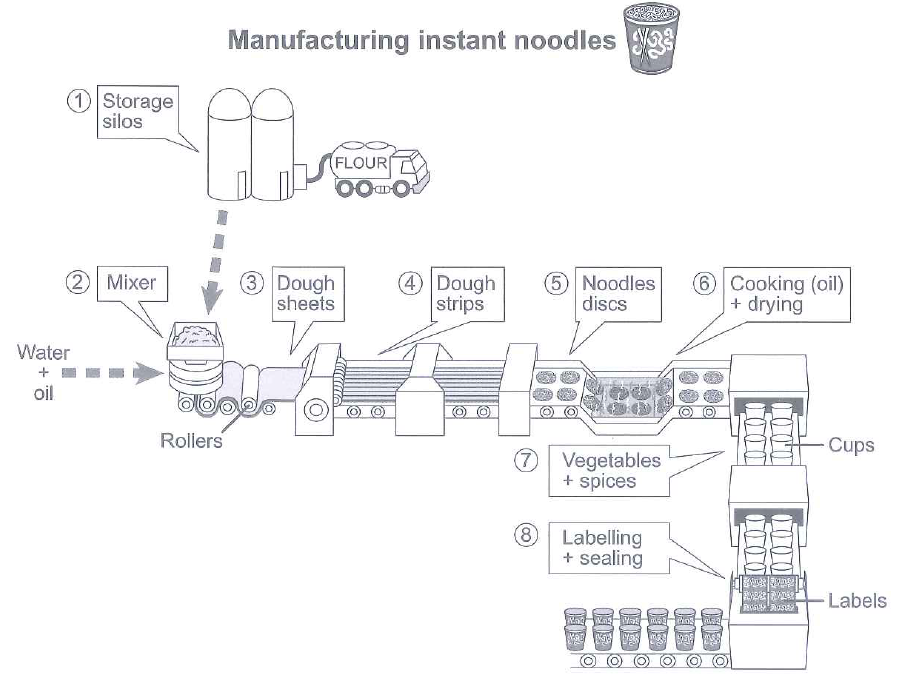 Manufacturing instant noodles
1 Storage
silos
FLOUR
2 Mixer
3 Dough
sheets
4 Dough
strips
5 Noodles
discs
6 Cooking (oil)
+ drying
Water
+
oil
Rollers
7 Vegetables
+ spices
Cups
8 Labelling
+ sealing
Labels